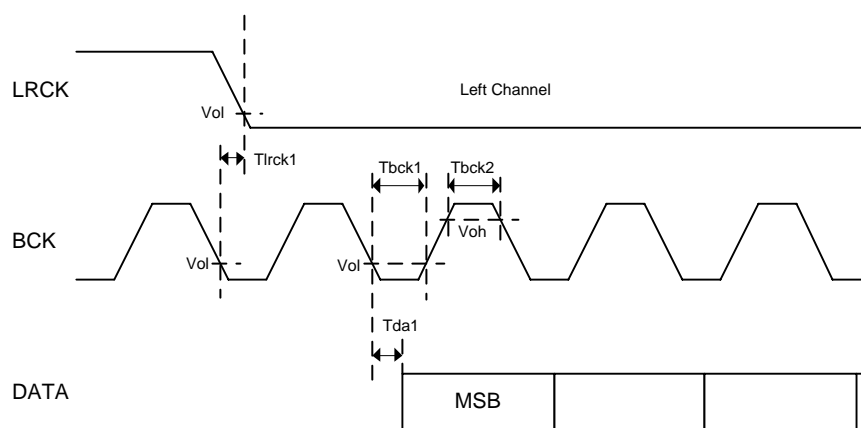 LRCK
Left Channel
Vol
Tlrck1
Tbck1
Tbck2
BCK
Vol
Vol
Voh
Tda1
DATA
MSB